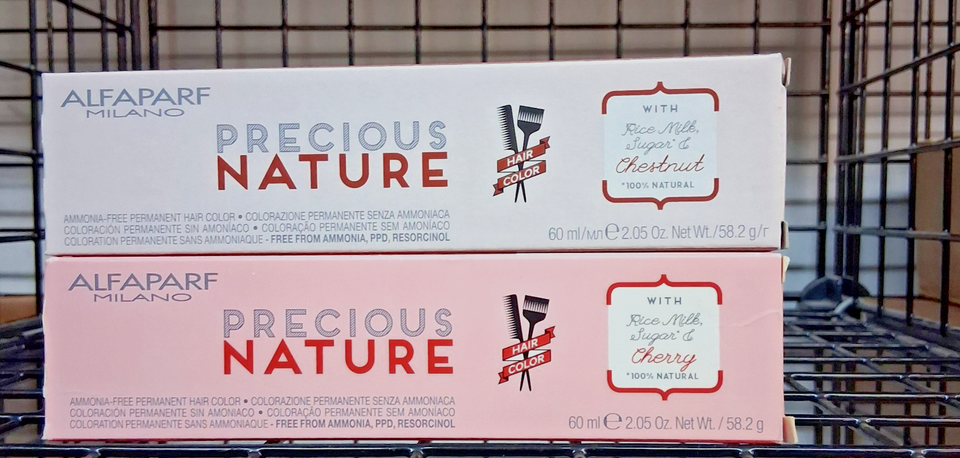 ALFAPARF
MILANO
PRECIOUS
NATURE
HAIR
COLOR
WITH
Rice Milk,
Sugar* &
Chestnut
*100% NATURAL
AMMONIA-FREE PERMANENT HAIR COLOR • COLORAZIONE PERMANENTE SENZA AMMONIACA
COLORACIÓN PERMANENTE SIN AMONÍACO • COLORAÇÃO PERMANENTE SEM AMONÍACO
COLORATION PERMANENTE SANS AMMONIAQUE - FREE FROM AMMONIA, PPD, RESORCINOL
60 ml/мл ℮ 2.05 Oz. Net Wt./58.2 g/г
ALFAPARF
MILANO
PRECIOUS
NATURE
HAIR
COLOR
WITH
Rice Milk,
Sugar* &
Cherry
*100% NATURAL
AMMONIA-FREE PERMANENT HAIR COLOR • COLORAZIONE PERMANENTE SENZA AMMONIACA
COLORACIÓN PERMANENTE SIN AMONIACO • COLORAÇÃO PERMANENTE SEM AMONÍACO
COLORATION PERMANENTE SANS AMMONIAQUE - FREE FROM AMMONIA, PPD, RESORCINOL
60 ml ℮ 2.05 Oz. Net Wt. / 58.2 g